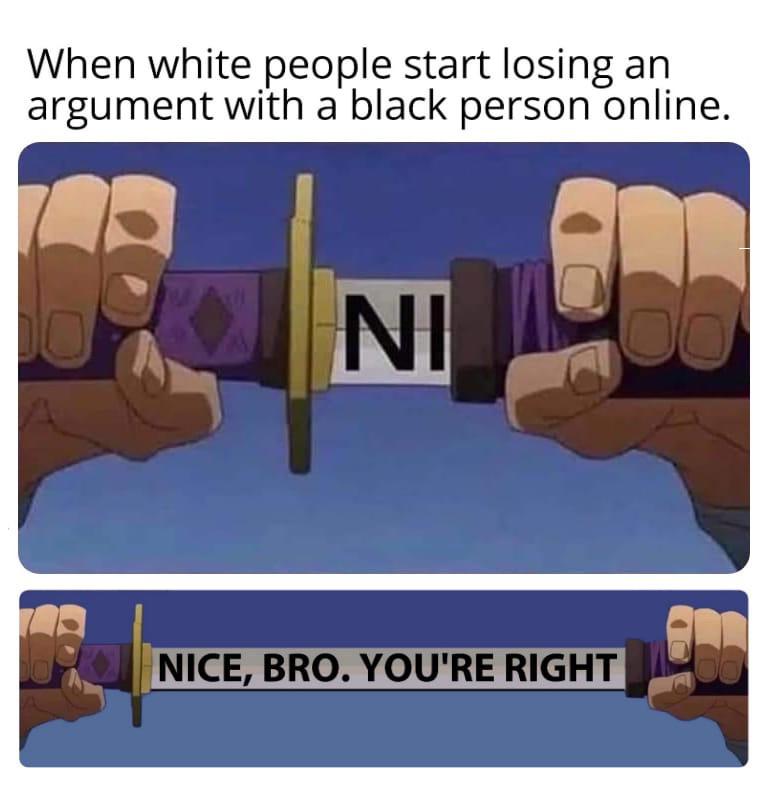 When white people start losing an
argument with a black person online.
NI
NICE, BRO. YOU'RE RIGHT